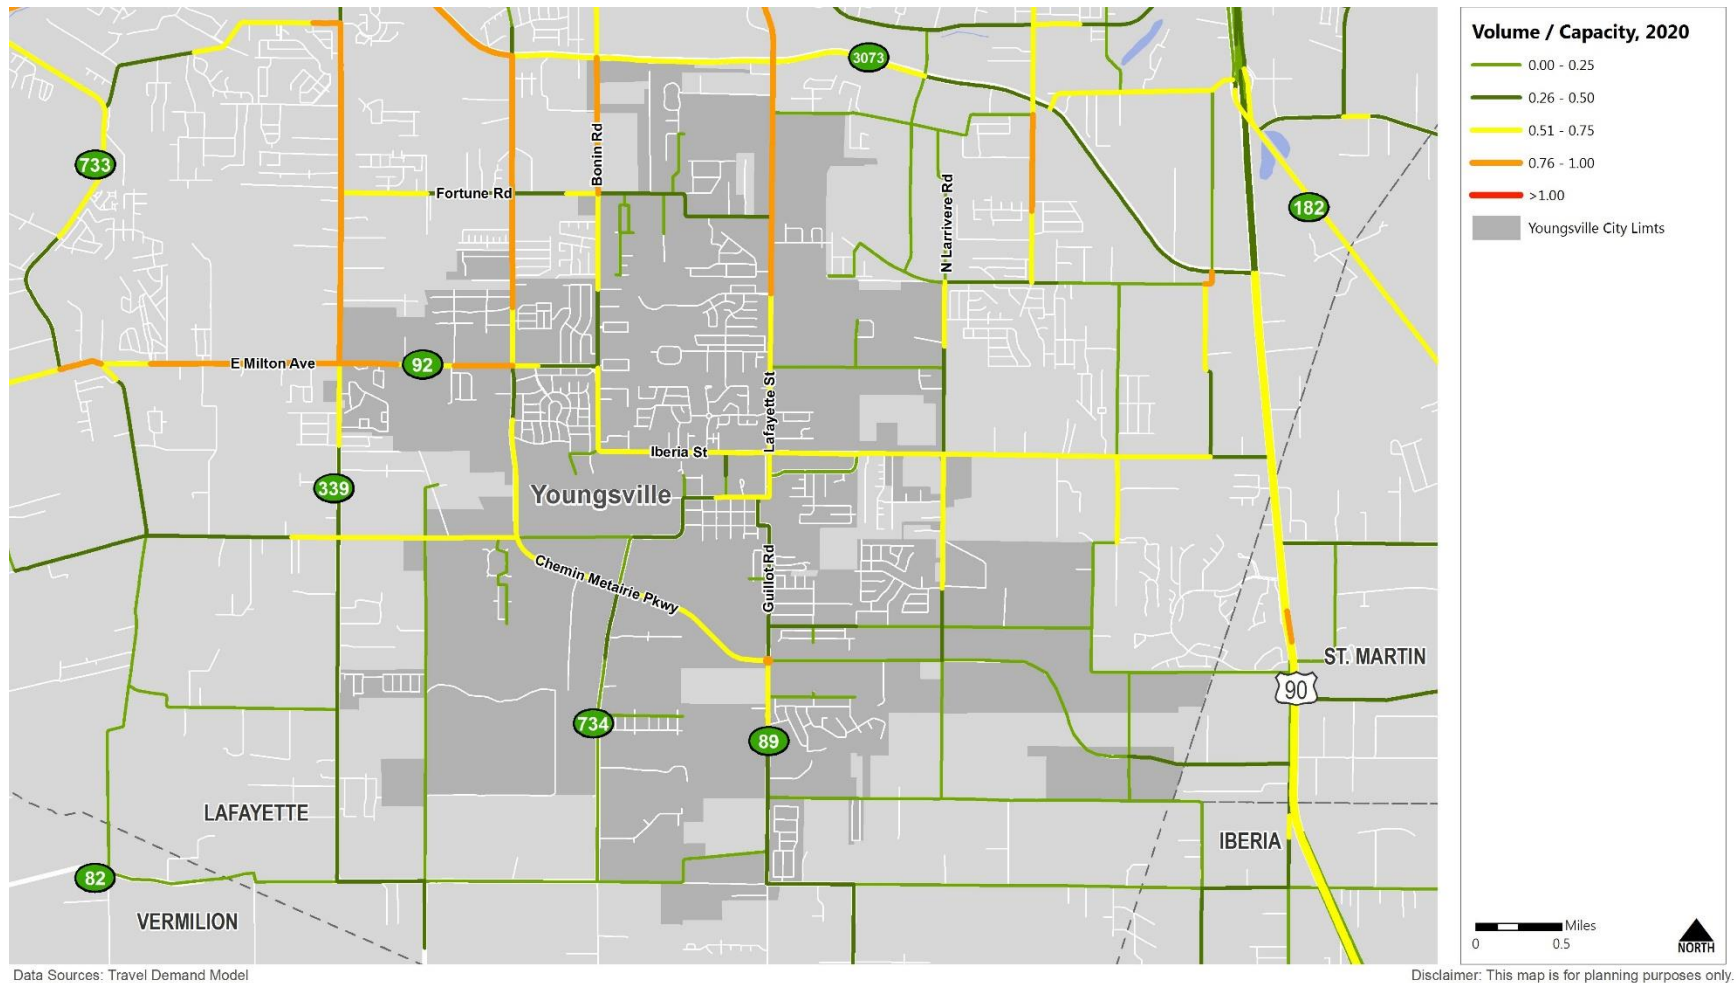 Volume / Capacity, 2020
0.00 - 0.25
0.26 - 0.50
0.51 - 0.75
0.76 - 1.00
>1.00
Youngsville City Limts
3073
733
Bonin Rd
Fortune Rd
182
N Larrivere Rd
E Milton Ave
92
Lafayette St
Iberia St
339
Youngsville
Chemin Metairie Pkwy
Guillot Rd
ST. MARTIN
90
734
89
LAFAYETTE
IBERIA
82
VERMILION
Miles
0
0.5
NORTH
Data Sources: Travel Demand Model
Disclaimer: This map is for planning purposes only.